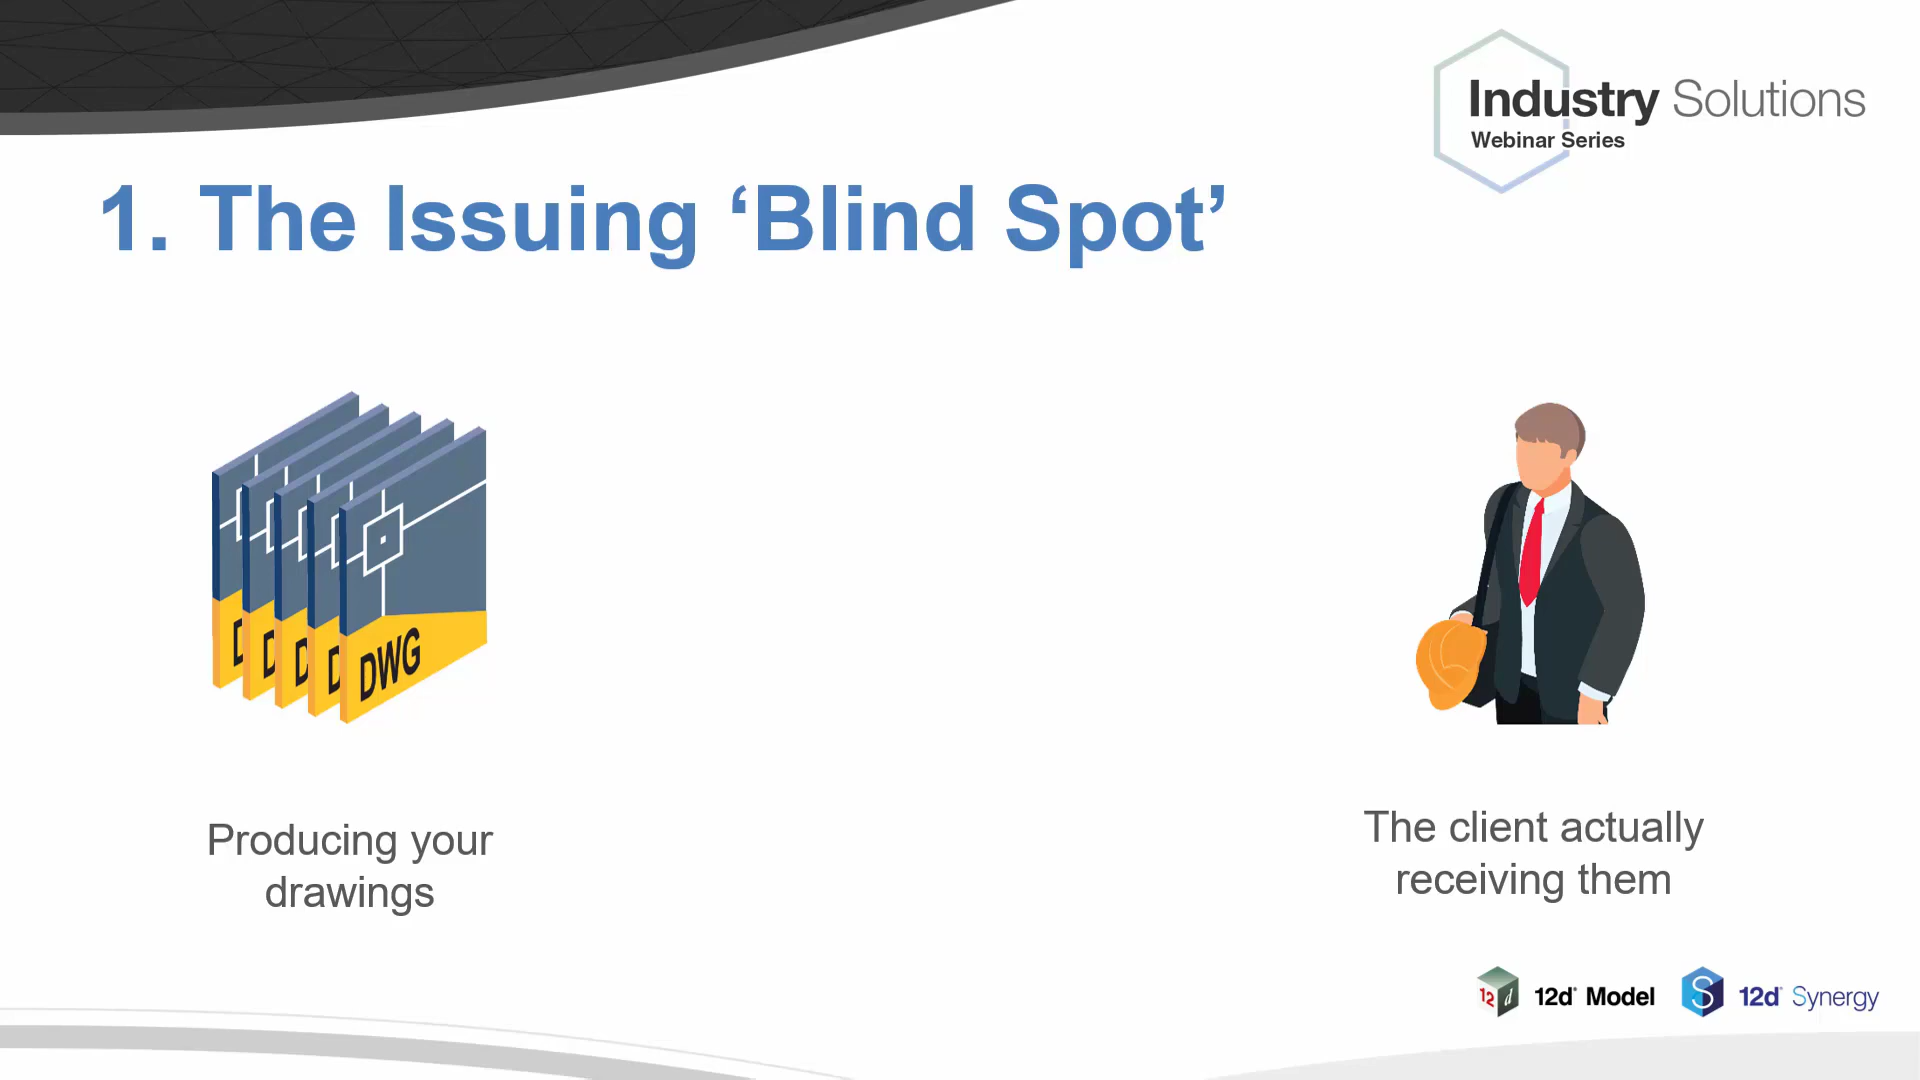 Industry Solutions
Webinar Series
1. The Issuing ‘Blind Spot’
D D D D DWG
Producing your
drawings
The client actually
receiving them
12d 12d® Model S 12d® Synergy